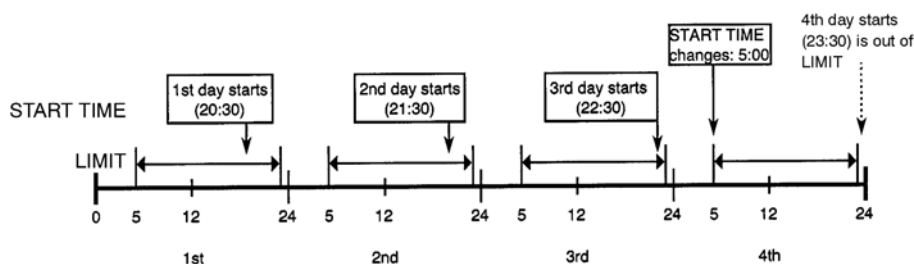 4th day starts
(23:30) is out of
LIMIT
START TIME
changes: 5:00
1st day starts
(20:30)
2nd day starts
(21:30)
3rd day starts
(22:30)
START TIME
LIMIT
0 5 12 24 5 12 24 5 12 24 5 12 24
1st 2nd 3rd 4th